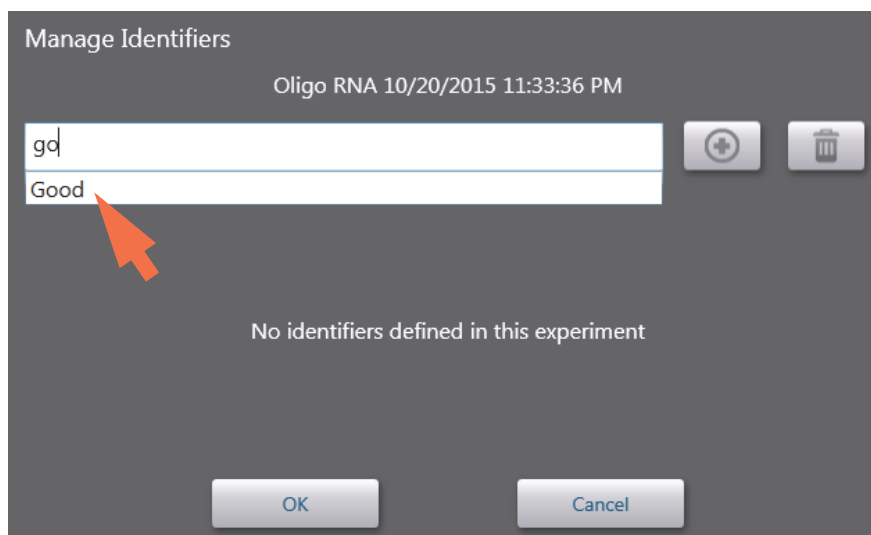 Manage Identifiers
Oligo RNA 10/20/2015 11:33:36 PM
go
Good
No identifiers defined in this experiment
OK Cancel